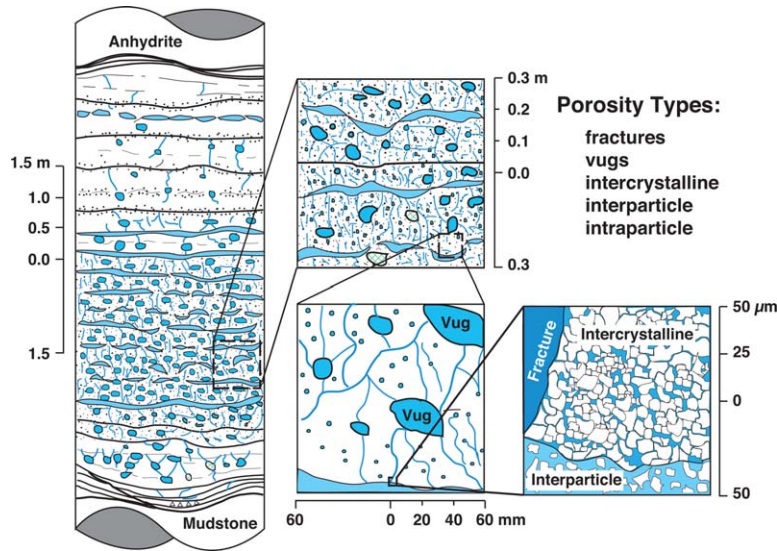 Anhydrite
1.5 m
1.0
0.5
0.0
1.5
Mudstone
0.3 m
0.2
0.1
0.0
0.3
Porosity Types:
fractures
vugs
intercrystalline
interparticle
intraparticle
Vug
Vug
60 0 20 40 60 mm
Fracture
Intercrystalline
Interparticle
50 µm
25
0
50